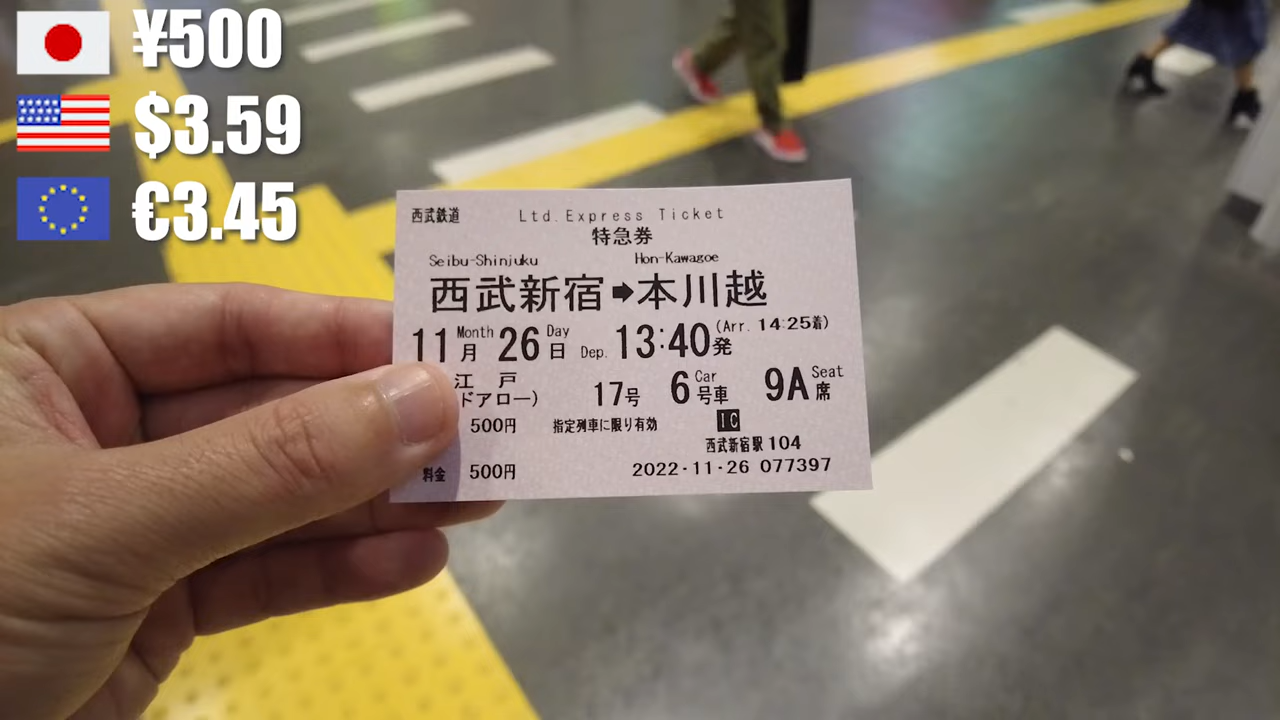 ¥500
$3.59
€3.45
西武鉄道 Ltd.Express Ticket
特急券
Seibu-Shinjuku Hon-Kawagoe
西武新宿➡本川越
11 Month 月 26 Day 日 Dep. 13:40発 (Arr. 14:25着)
江 戸
ドアロー) 17号 6 Car 号車 9A Seat 席
500円 指定列車に限り有効 IC
西武新宿駅104
料金 500円 2022-11-26 077397